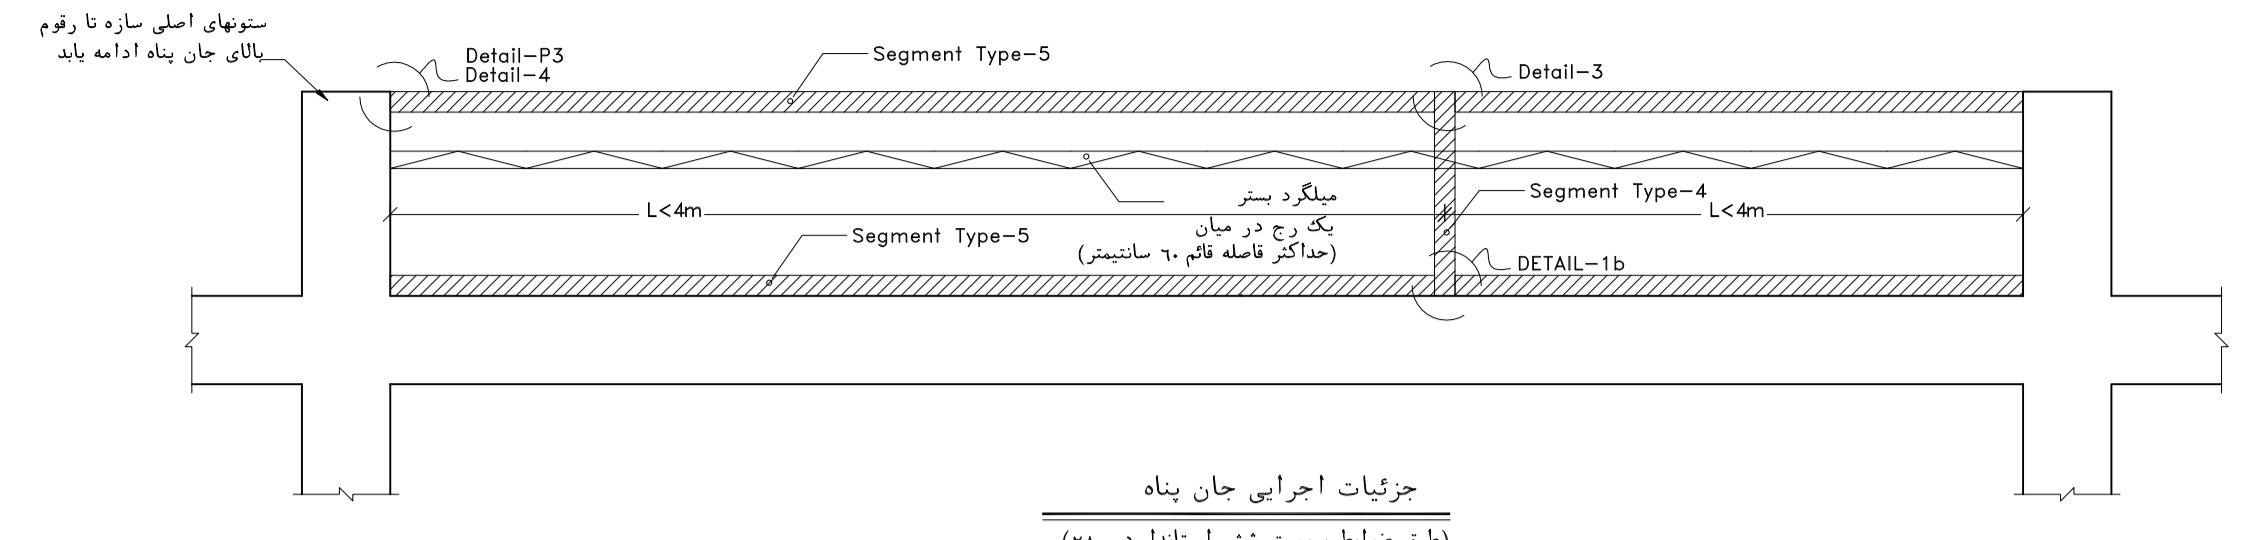 ستونهای اصلی سازه تا رقوم
بالای جان پناه ادامه یابد
Detail-P3
Detail-4
Segment Type-5
Detail-3
میلگرد بستر
یک رج در میان
(حداکثر فاصله قائم ٦٠ سانتیمتر)
Segment Type-4
L<4m
L<4m
Segment Type-5
DETAIL-1b
جزئیات اجرایی جان پناه